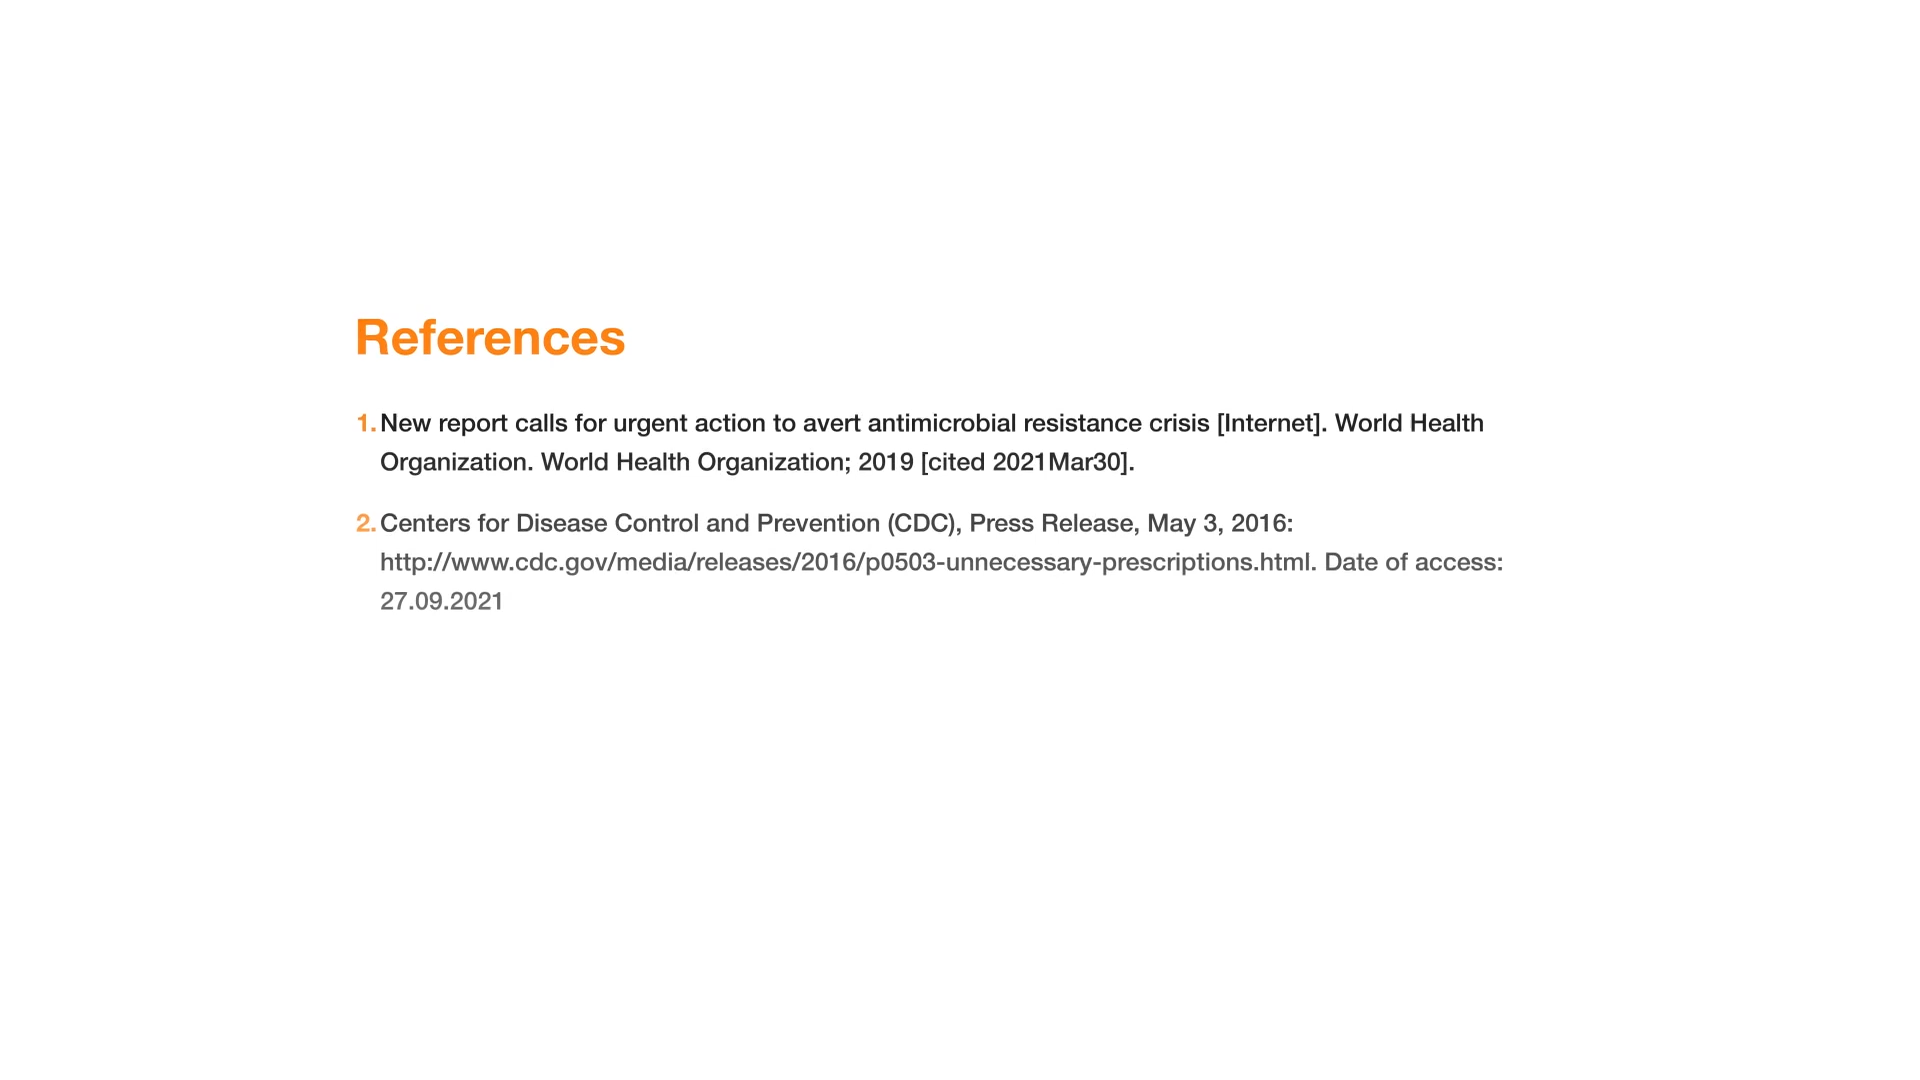 References
1. New report calls for urgent action to avert antimicrobial resistance crisis [Internet]. World Health
Organization. World Health Organization; 2019 [cited 2021Mar30].
2. Centers for Disease Control and Prevention (CDC), Press Release, May 3, 2016:
http://www.cdc.gov/media/releases/2016/p0503-unnecessary-prescriptions.html. Date of access:
27.09.2021